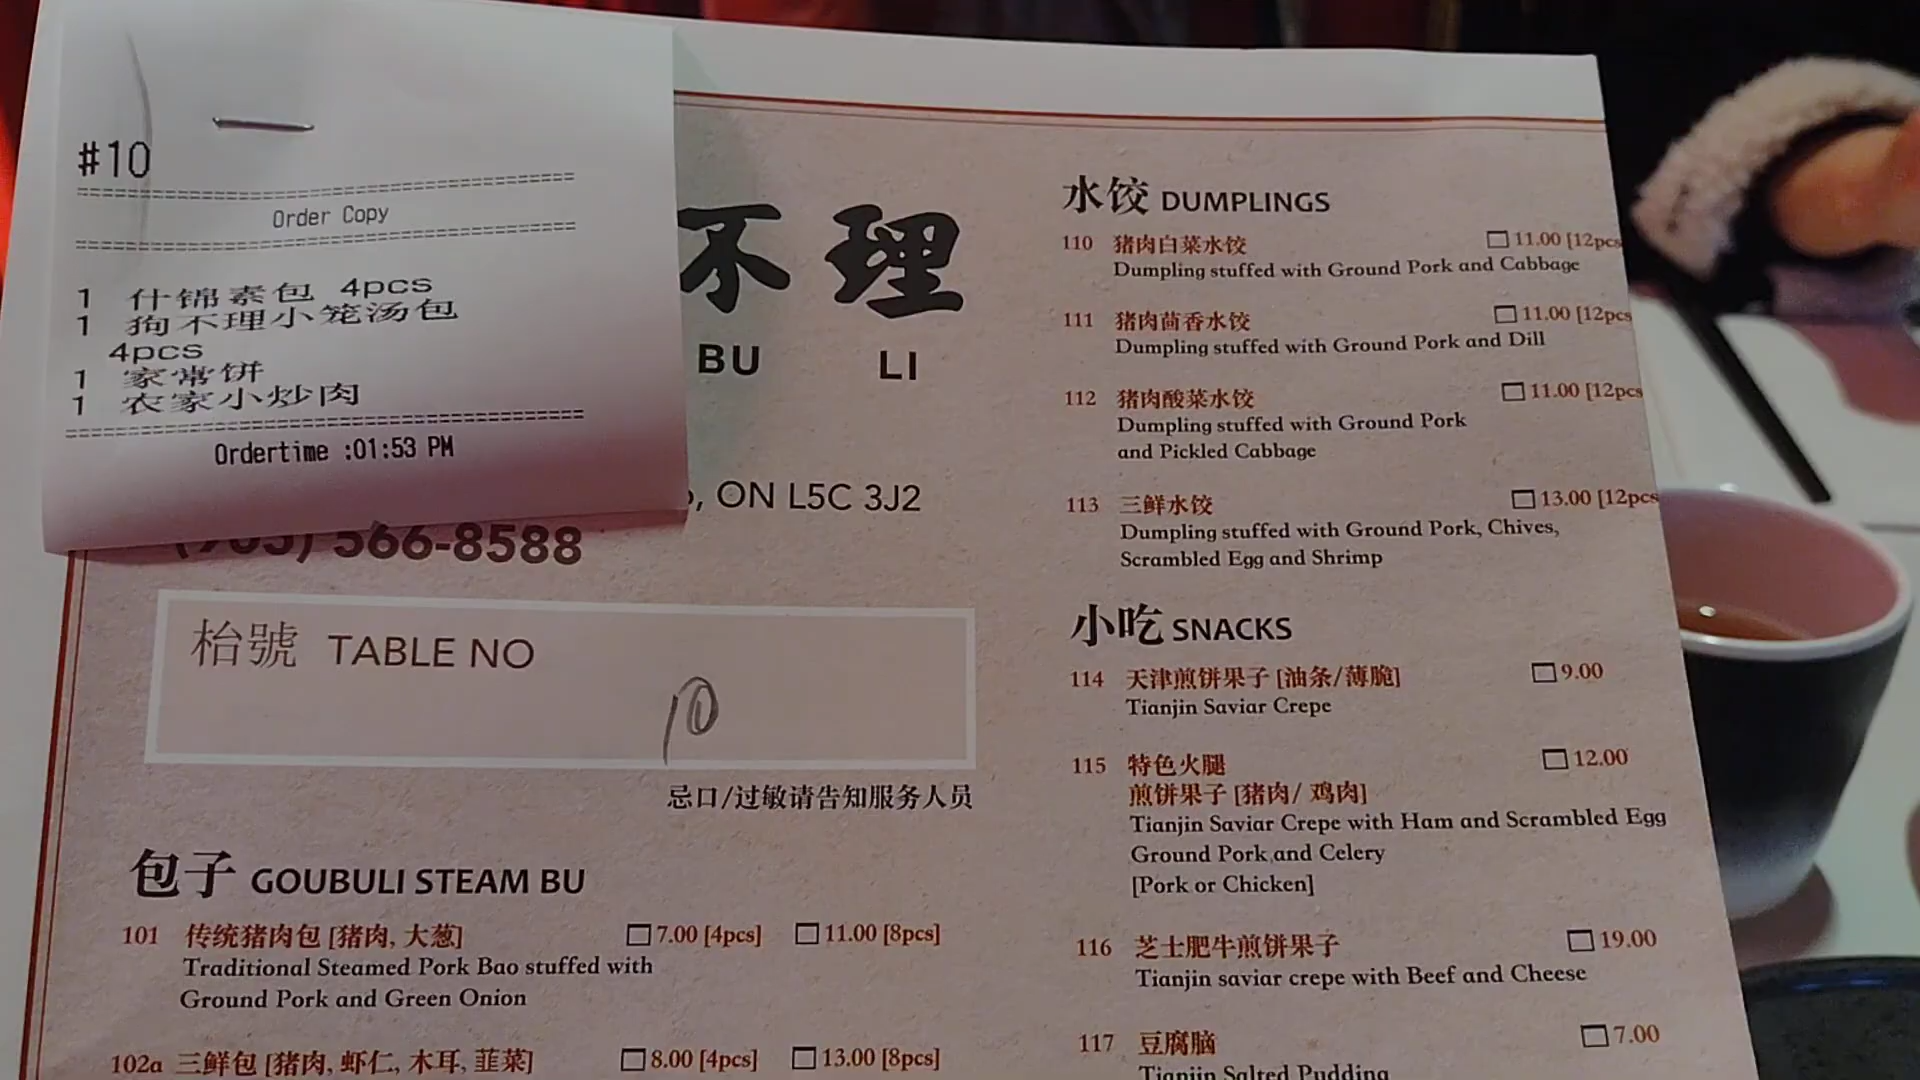 #10
Order Copy
1 什锦素包 4pcs
1 狗不理小笼汤包
4pcs
1 家常饼
1 农家小炒肉
Ordertime :01:53 PM
不理
BU LI
, ON L5C 3J2
(905) 566-8588
枱號 TABLE NO
10
忌口/过敏请告知服务人员
包子 GOUBULI STEAM BU
101 传统猪肉包 [猪肉, 大葱] 7.00 [4pcs] 11.00 [8pcs]
Traditional Steamed Pork Bao stuffed with
Ground Pork and Green Onion
102a 三鲜包 [猪肉, 虾仁, 木耳, 韮菜] 8.00 [4pcs] 13.00 [8pcs]
水饺 DUMPLINGS
110 猪肉白菜水饺 11.00 [12pcs
Dumpling stuffed with Ground Pork and Cabbage
111 猪肉茴香水饺 11.00 [12pcs
Dumpling stuffed with Ground Pork and Dill
112 猪肉酸菜水饺 11.00 [12pcs
Dumpling stuffed with Ground Pork
and Pickled Cabbage
113 三鲜水饺 13.00 [12pcs
Dumpling stuffed with Ground Pork, Chives,
Scrambled Egg and Shrimp
小吃 SNACKS
114 天津煎饼果子 [油条/薄脆] 9.00
Tianjin Saviar Crepe
115 特色火腿 12.00
煎饼果子 [猪肉/ 鸡肉]
Tianjin Saviar Crepe with Ham and Scrambled Egg
Ground Pork and Celery
[Pork or Chicken]
116 芝士肥牛煎饼果子 19.00
Tianjin saviar crepe with Beef and Cheese
117 豆腐脑 7.00
Tianjin Salted Pudding